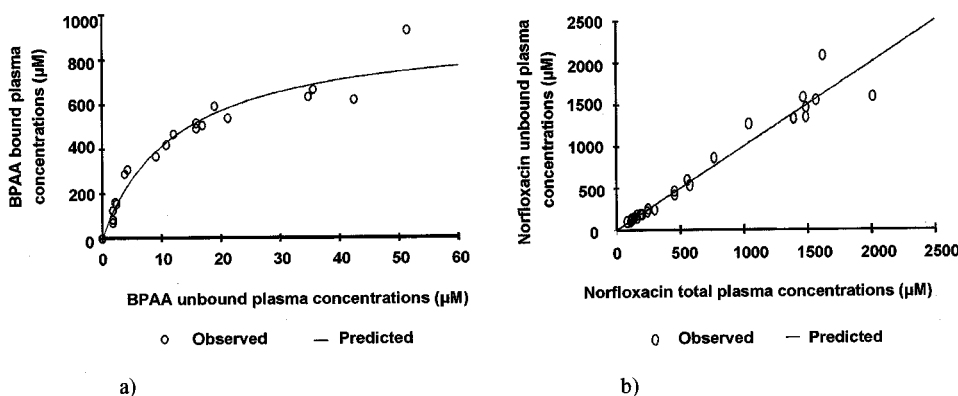 BPAA bound plasma
concentrations (µM)
1000
800
600
400
200
0
0 10 20 30 40 50 60
BPAA unbound plasma concentrations (µM)
o Observed — Predicted
a)
Norfloxacin unbound plasma
concentrations (µM)
2500
2000
1500
1000
500
0
0 500 1000 1500 2000 2500
Norfloxacin total plasma concentrations (µM)
0 Observed — Predicted
b)